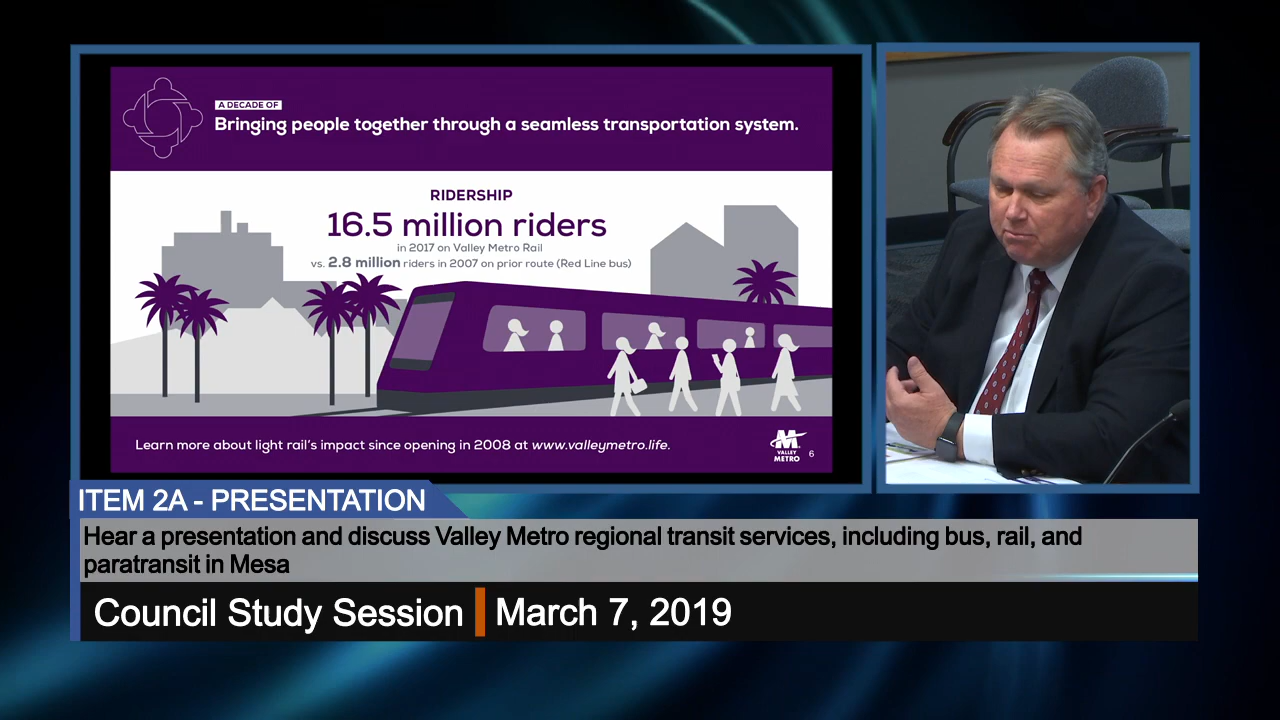 A DECADE OF
Bringing people together through a seamless transportation system.
RIDERSHIP
16.5 million riders
in 2017 on Valley Metro Rail
vs. 2.8 million riders in 2007 on prior route (Red Line bus)
Learn more about light rail's impact since opening in 2008 at www.valleymetro.life.
VALLEY
METRO
6
ITEM 2A - PRESENTATION
Hear a presentation and discuss Valley Metro regional transit services, including bus, rail, and
paratransit in Mesa
Council Study Session
March 7, 2019